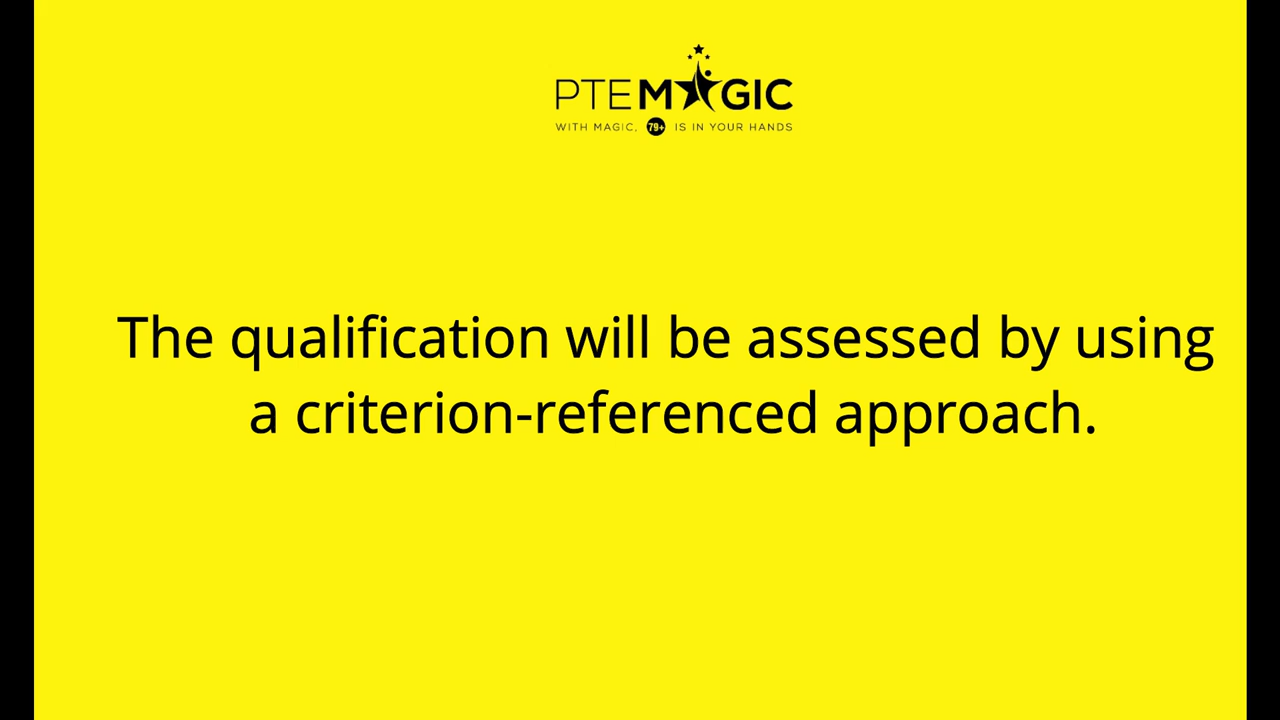 PTEMAGIC
WITH MAGIC, 79+ IS IN YOUR HANDS
The qualification will be assessed by using
a criterion-referenced approach.